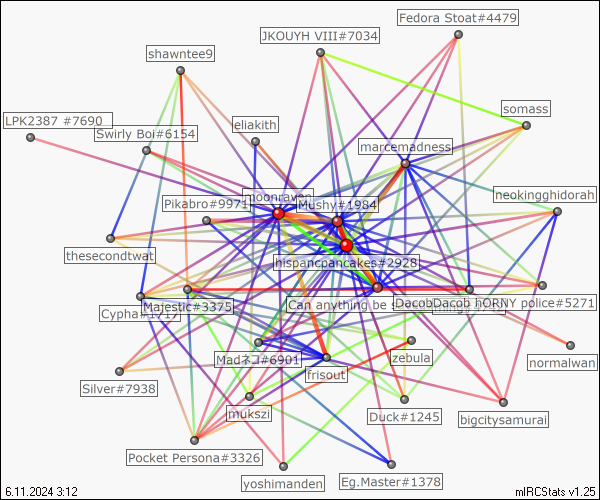 Fedora Stoat#4479
JKOUYH VIII#7034
shawntee9
somass
LPK2387 #7690
eliakith
Swirly Boi#6154
marcemadness
neokinghidorah
moonraven
Mushy#1984
Pikabro#9971
thesecondtwat
hispancpancakes#2928
Can anything be
DacobDacob hORNY police#5271
Majestic#3375
Cypha#1717
Madネコ#6901
zebula
normalwan
frisout
Silver#7938
mukszi
Duck#1245
bigcitysamurai
Pocket Persona#3326
yoshimanden
Eg.Master#1378
6.11.2024 3:12
mIRCStats v1.25